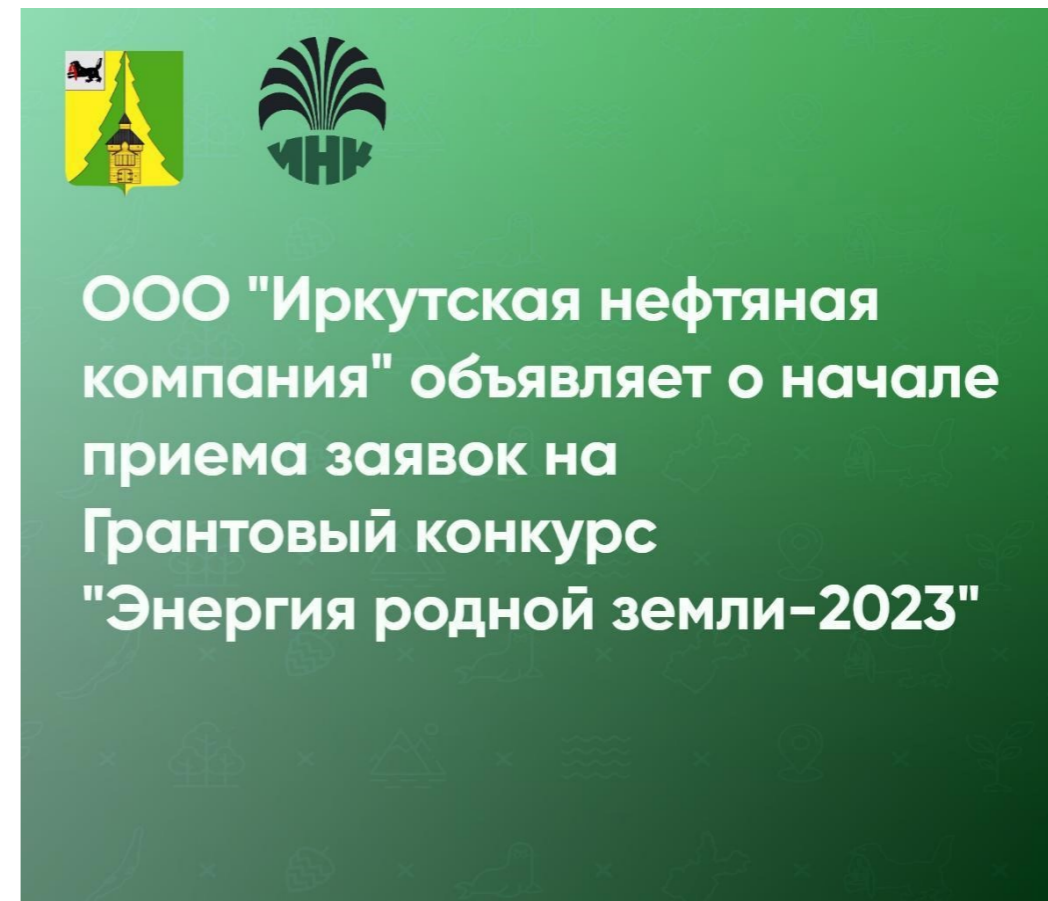 ИНК
ООО "Иркутская нефтяная
компания" объявляет о начале
приема заявок на
Грантовый конкурс
"Энергия родной земли-2023"